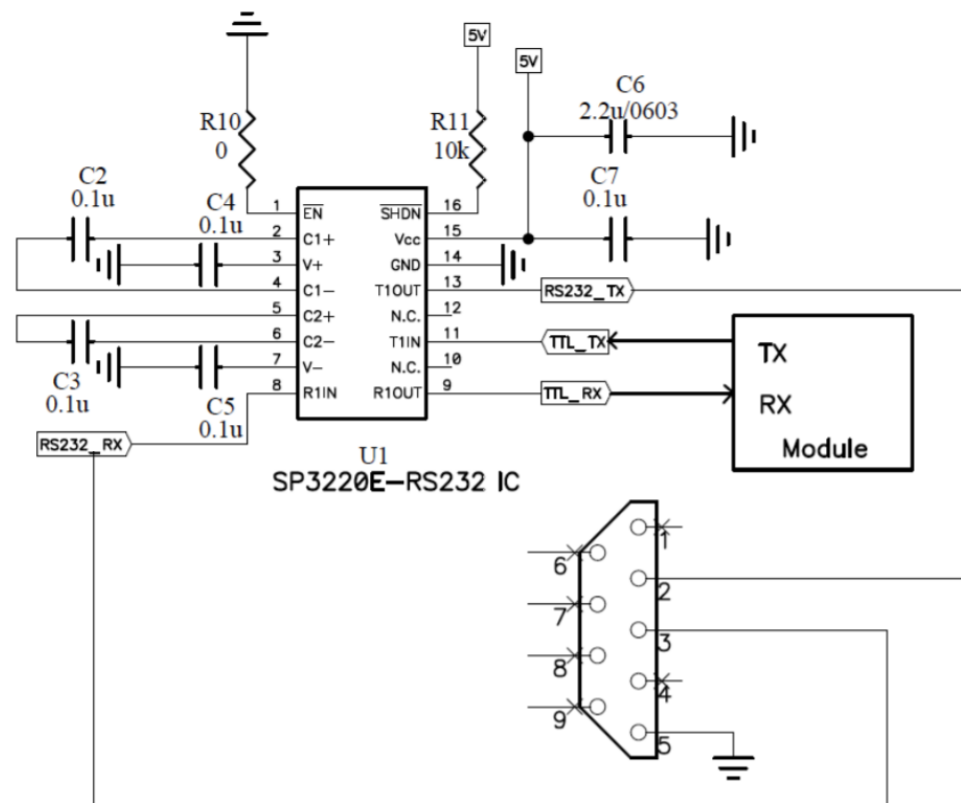 5V
5V
C6
2.2u/0603
R10
0
R11
10k
C2
0.1u
C4
0.1u
C7
0.1u
1
EN
SHDN
16
2
C1+
Vcc
15
3
V+
GND
14
4
C1-
T1OUT
13
RS232_TX
5
C2+
N.C.
12
6
C2-
T1IN
11
TTL_TX
TX
7
V-
N.C.
10
8
R1IN
R1OUT
9
TTL_RX
RX
C3
0.1u
C5
0.1u
Module
RS232_RX
U1
SP3220E-RS232 IC
1
6
2
7
3
8
4
9
5